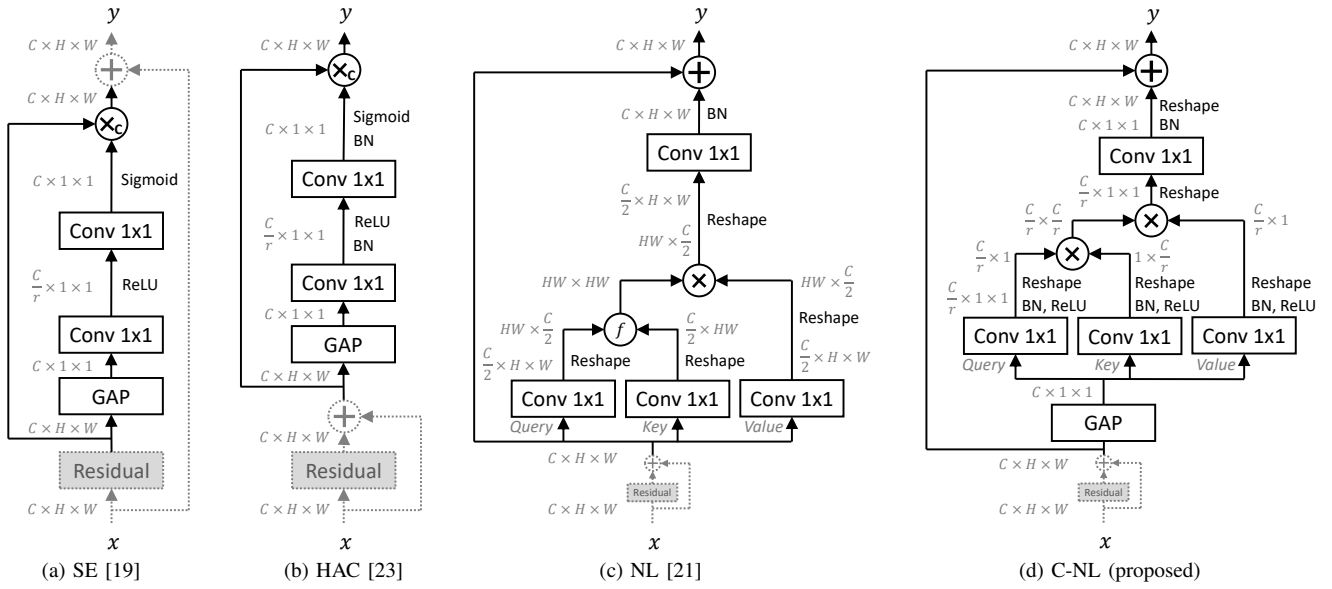 y
C × H × W
+
C × H × W
×c
C × 1 × 1
Sigmoid
Conv 1x1
C/r × 1 × 1
ReLU
Conv 1x1
C × 1 × 1
GAP
C × H × W
Residual
C × H × W
x
(a) SE [19]
y
C × H × W
×c
Sigmoid
C × 1 × 1
BN
Conv 1x1
ReLU
C/r × 1 × 1
BN
Conv 1x1
C × 1 × 1
GAP
C × H × W
+
C × H × W
Residual
C × H × W
x
(b) HAC [23]
y
C × H × W
+
C × H × W BN
Conv 1x1
C/2 × H × W
Reshape
HW × C/2
×
HW × HW
HW × C/2
f
HW × C/2
C/2 × HW
Reshape
C/2 × H × W
Reshape
Reshape
C/2 × H × W
Conv 1x1 Conv 1x1 Conv 1x1
Query Key Value
C × H × W
+
Residual
C × H × W
x
(c) NL [21]
y
C × H × W
+
C × H × W Reshape
C × 1 × 1 BN
Conv 1x1
C/r × 1 × 1 Reshape
C/r × C/r
×
C/r × 1
C/r × 1
×
1 × C/r
C/r × 1 × 1
Reshape Reshape Reshape
BN, ReLU BN, ReLU BN, ReLU
Conv 1x1 Conv 1x1 Conv 1x1
Query Key Value
C × 1 × 1
GAP
C × H × W
+
Residual
C × H × W
x
(d) C-NL (proposed)